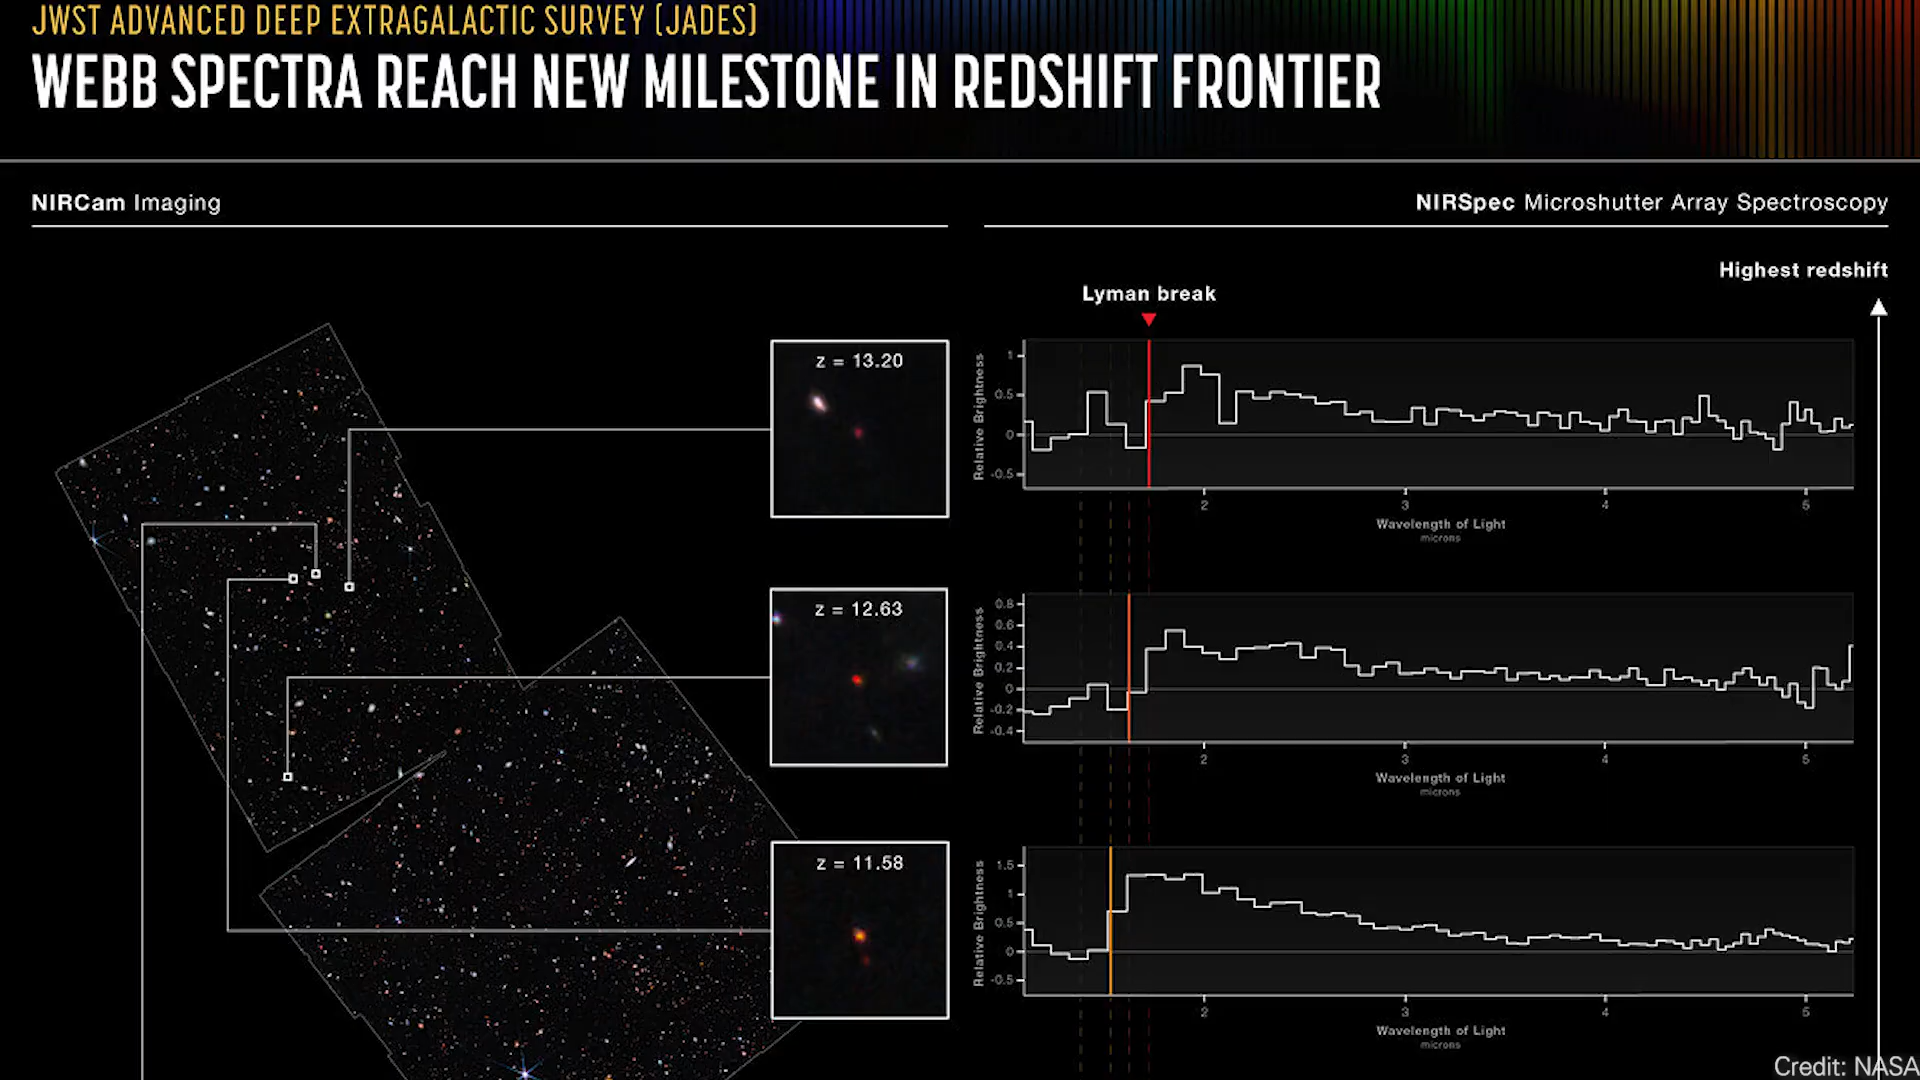 JWST ADVANCED DEEP EXTRAGALACTIC SURVEY (JADES)
WEBB SPECTRA REACH NEW MILESTONE IN REDSHIFT FRONTIER
NIRCam Imaging
NIRSpec Microshutter Array Spectroscopy
Highest redshift
Lyman break
z = 13.20
Relative Brightness
1
0.5
0
-0.5
2 3 4 5
Wavelength of Light
microns
z = 12.63
Relative Brightness
0.8
0.6
0.4
0.2
0
-0.2
-0.4
2 3 4 5
Wavelength of Light
microns
z = 11.58
Relative Brightness
1.5
1
0.5
0
-0.5
2 3 4 5
Wavelength of Light
microns
Credit: NASA